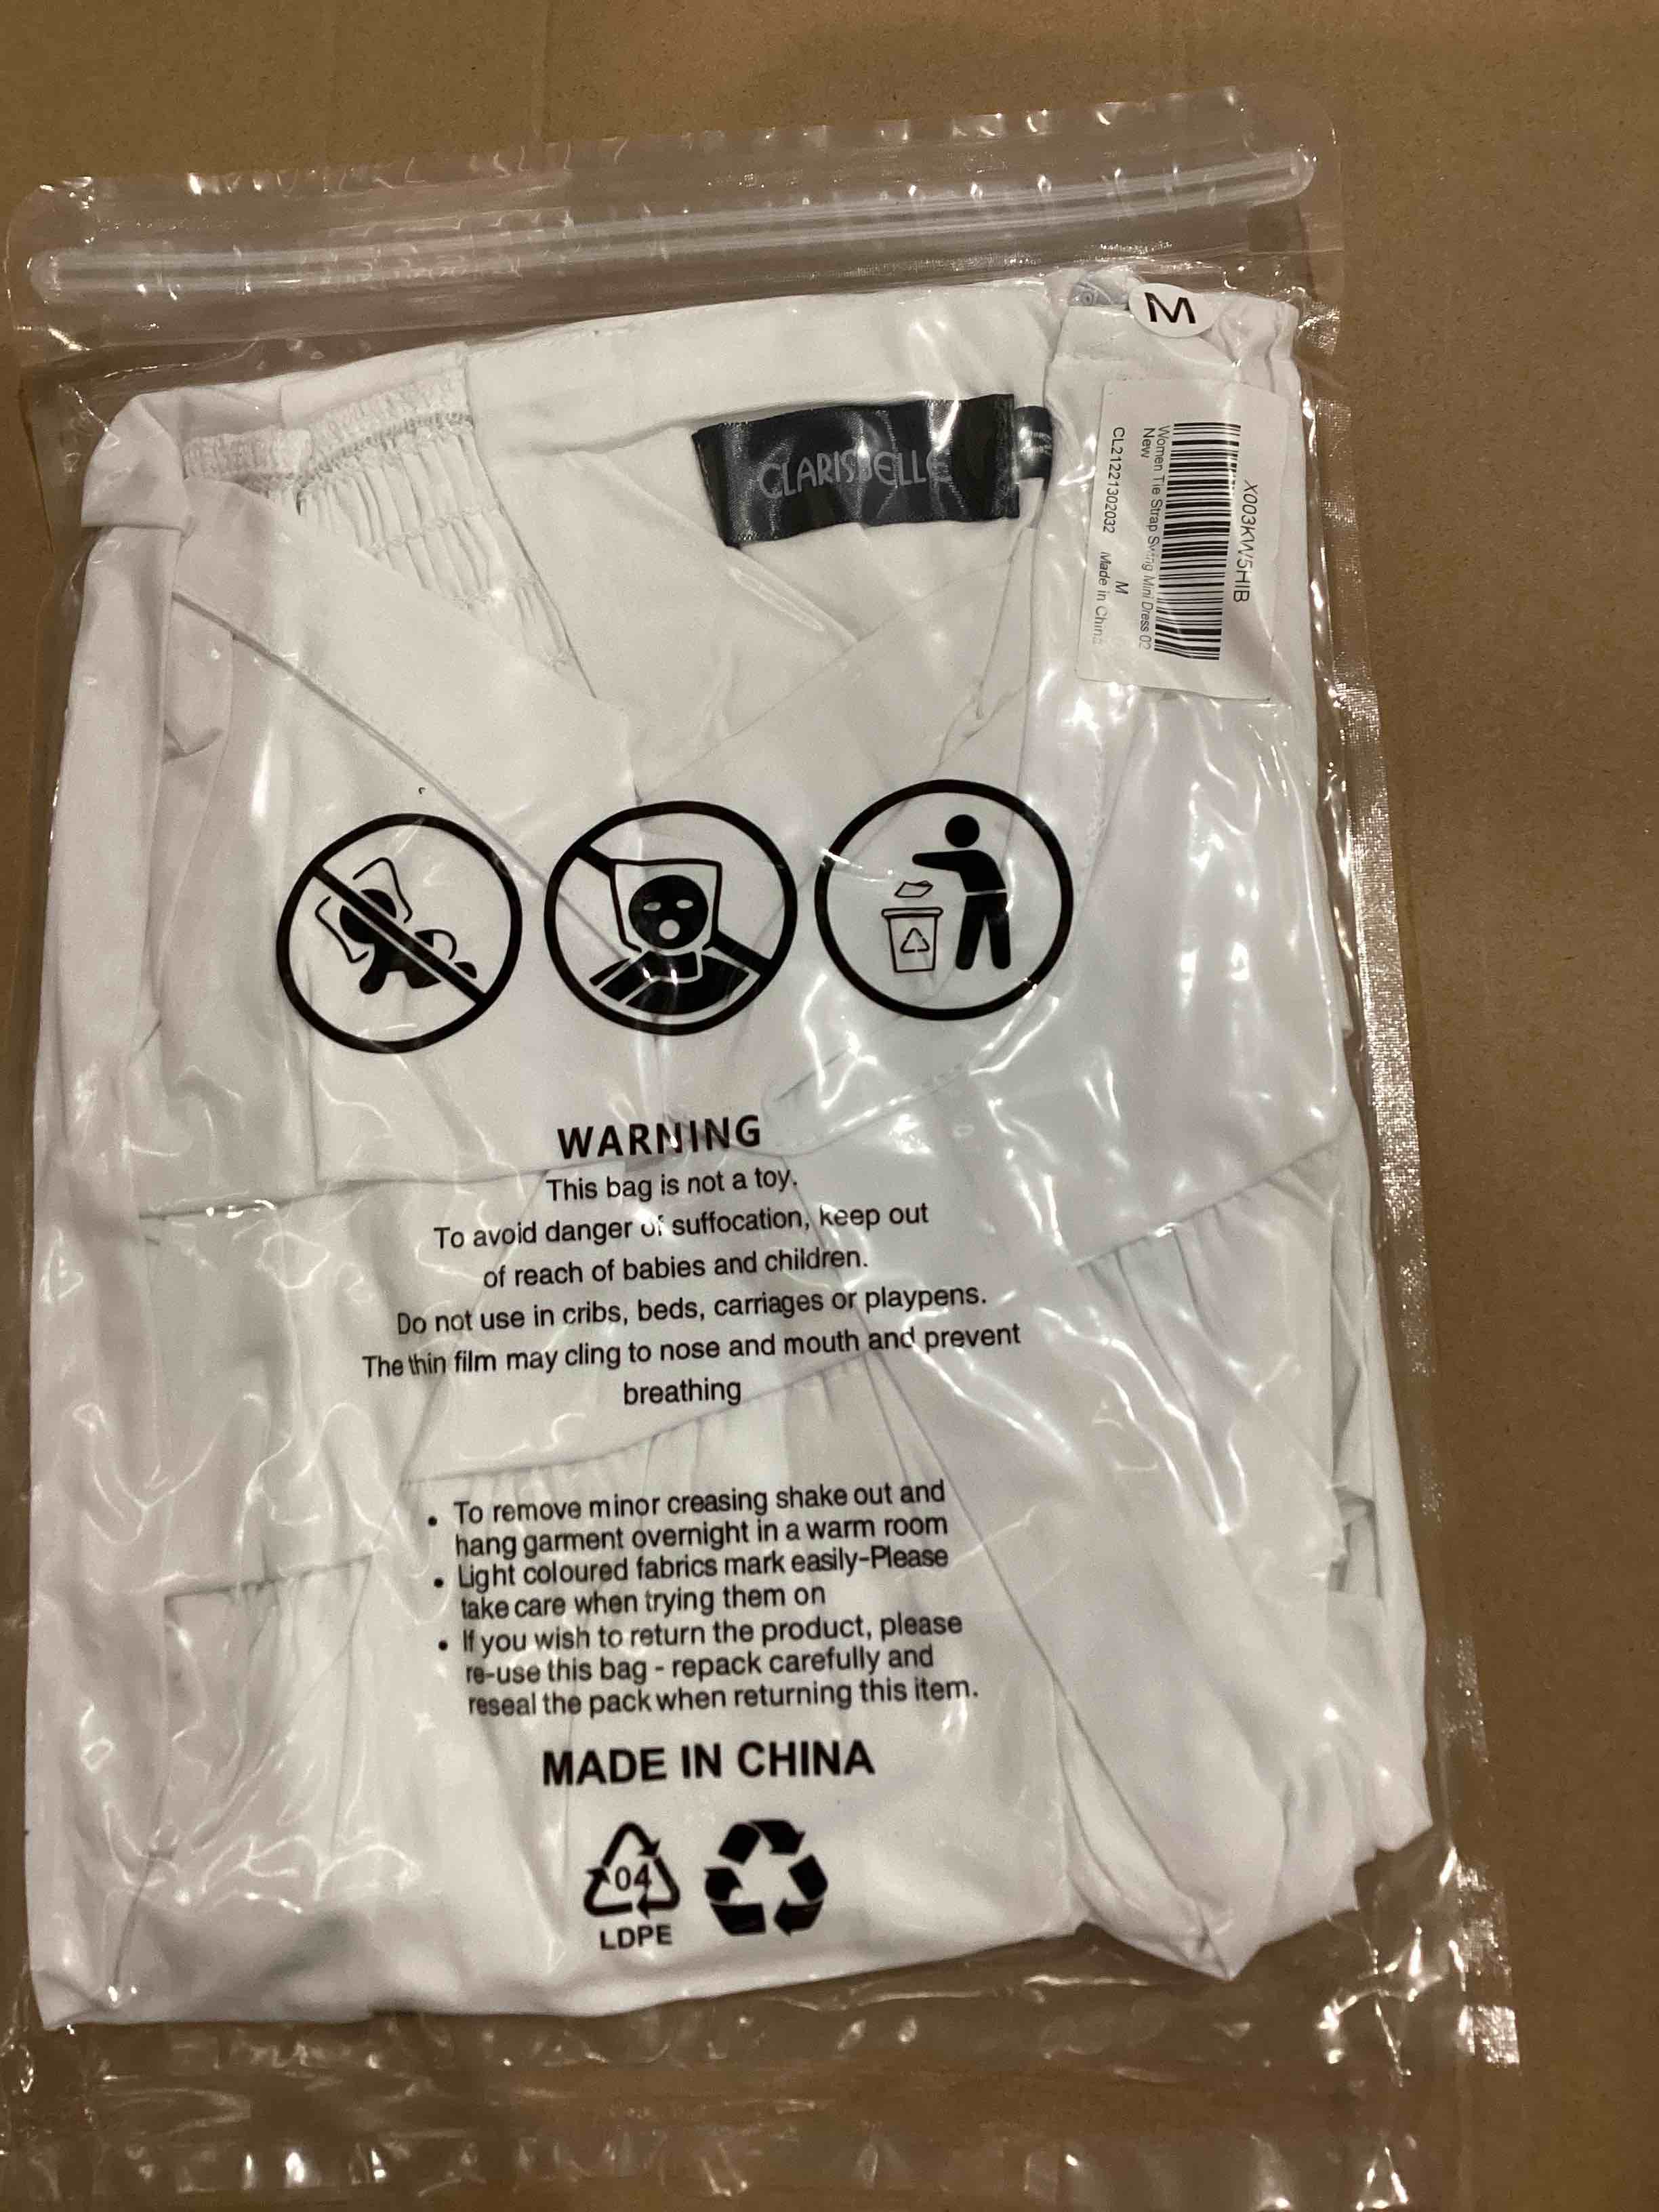 M
CLARISBELLE
X003KW5HIB
Women Tie Strap Swing Mini Dress 02
New
CL21221302032 M Made in China
WARNING
This bag is not a toy.
To avoid danger of suffocation, keep out
of reach of babies and children.
Do not use in cribs, beds, carriages or playpens.
The thin film may cling to nose and mouth and prevent
breathing
• To remove minor creasing shake out and
hang garment overnight in a warm room
• Light coloured fabrics mark easily-Please
take care when trying them on
• If you wish to return the product, please
re-use this bag - repack carefully and
reseal the pack when returning this item.
MADE IN CHINA
04
LDPE